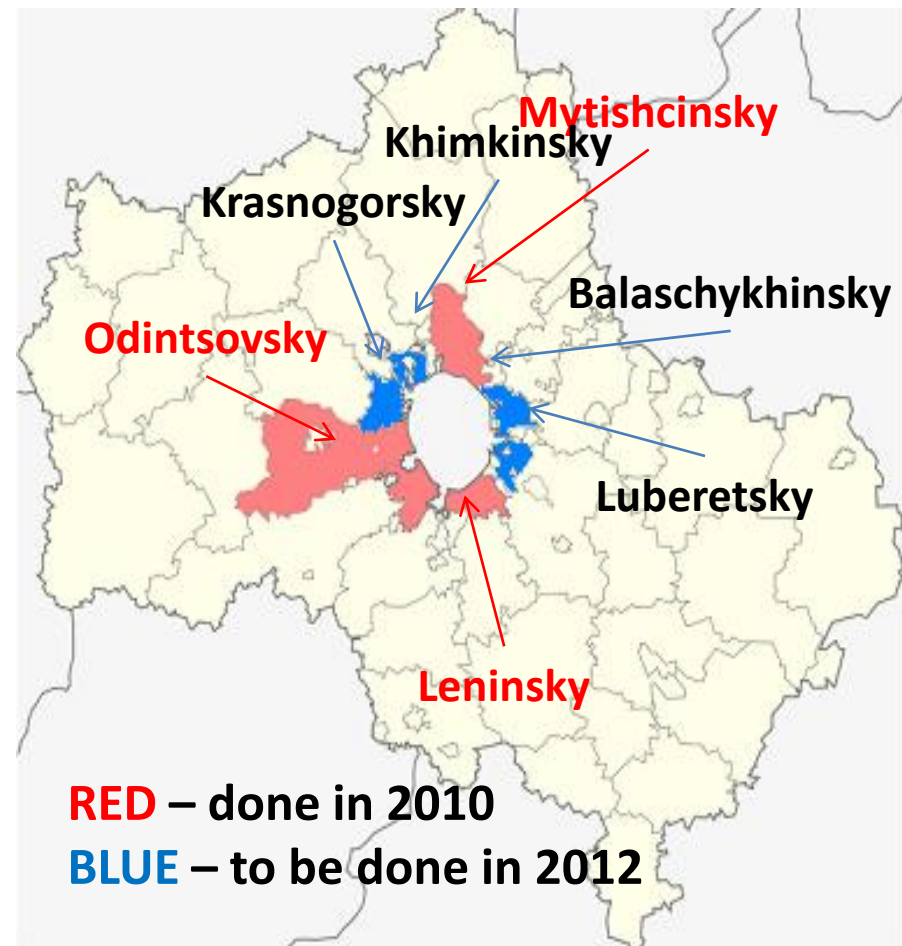 Mytishcinsky
Khimkinsky
Krasnogorsky
Balaschykhinsky
Odintsovsky
Luberetsky
Leninsky
RED – done in 2010
BLUE – to be done in 2012